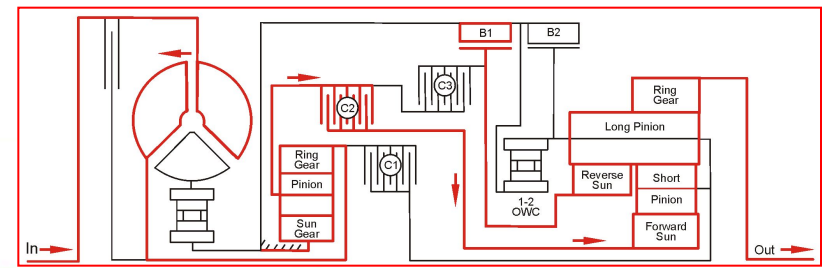 B1
B2
C3
C2
C1
Ring
Gear
Long Pinion
Ring
Gear
Pinion
Sun
Gear
1-2
OWC
Reverse
Sun
Short
Pinion
Forward
Sun
In
Out